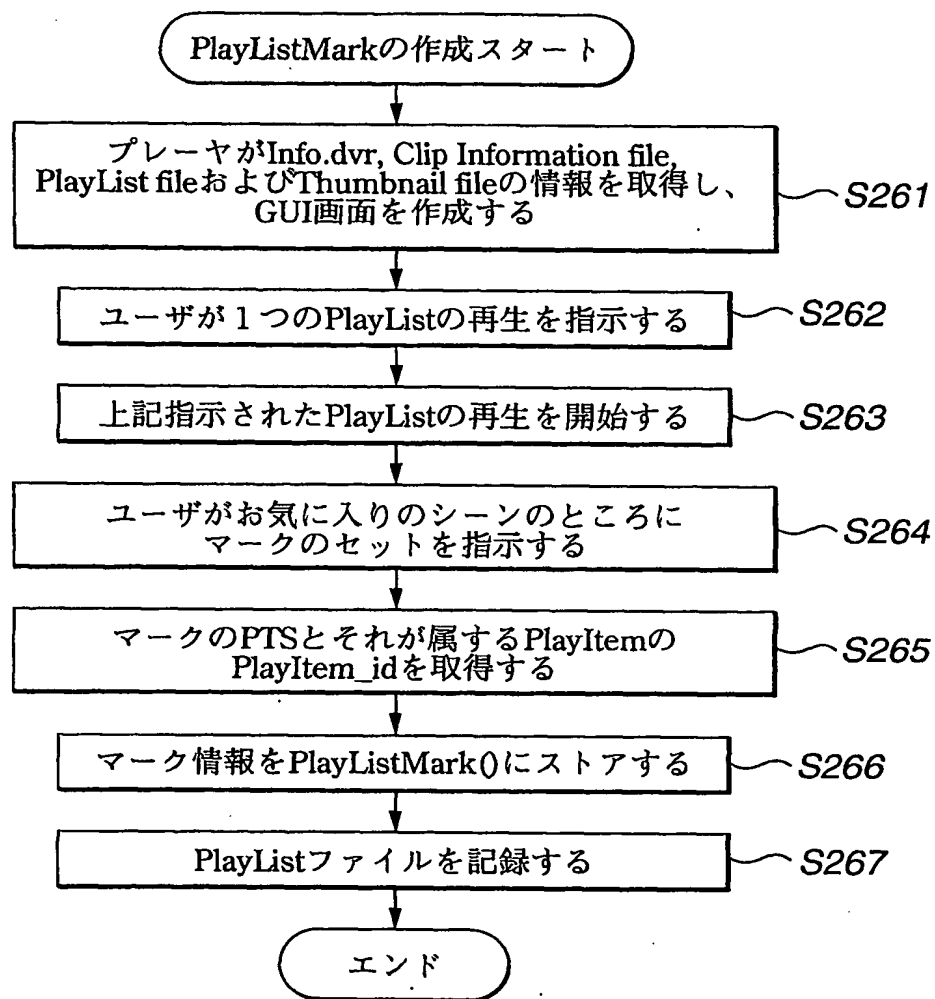 PlayListMarkの作成スタート
プレーヤがInfo.dvr, Clip Information file,
PlayList fileおよびThumbnail fileの情報を取得し、
GUI画面を作成する
S261
ユーザが1つのPlayListの再生を指示する
S262
上記指示されたPlayListの再生を開始する
S263
ユーザがお気に入りのシーンのところに
マークのセットを指示する
S264
マークのPTSとそれが属するPlayItemの
PlayItem_idを取得する
S265
マーク情報をPlayListMark()にストアする
S266
PlayListファイルを記録する
S267
エンド